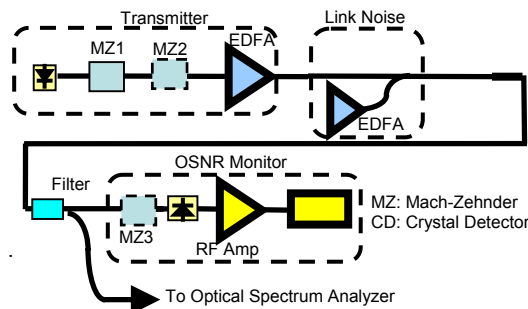 Transmitter
Link Noise
MZ1
MZ2
EDFA
EDFA
OSNR Monitor
Filter
MZ3
RF Amp
MZ: Mach-Zehnder
CD: Crystal Detector
To Optical Spectrum Analyzer